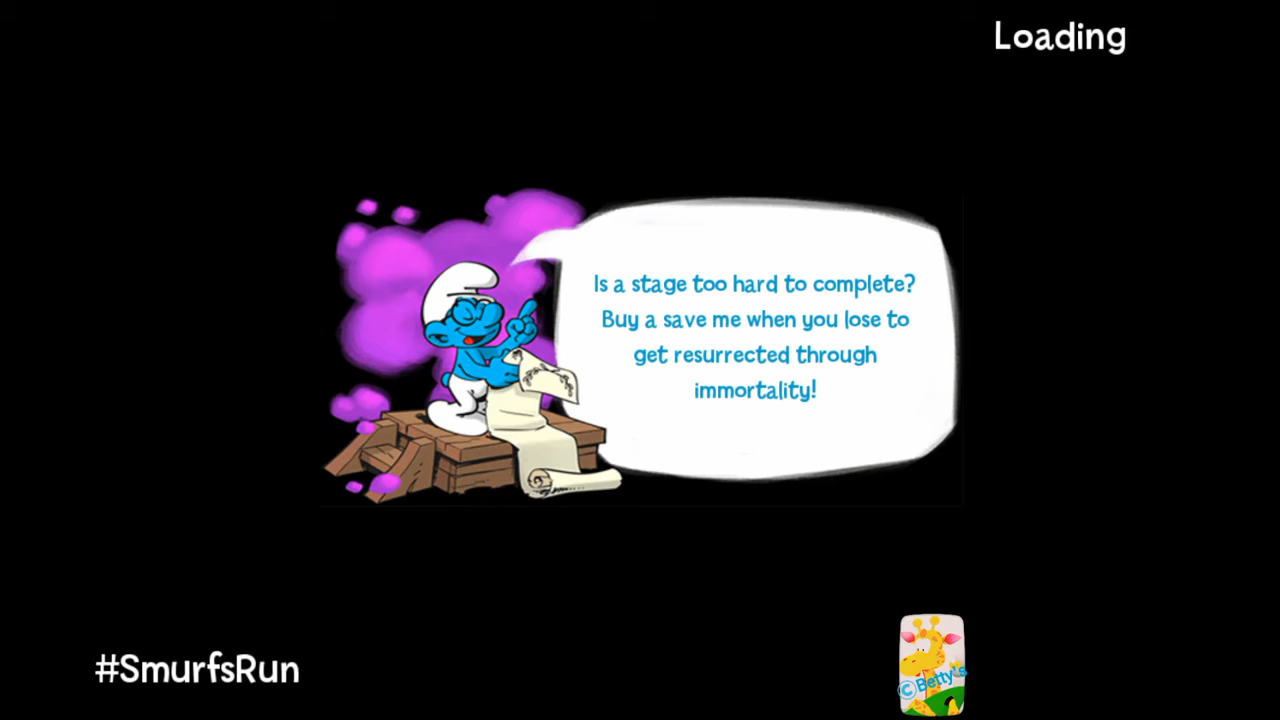 Loading
Is a stage too hard to complete?
Buy a save me when you lose to
get resurrected through
immortality!
#SmurfsRun
© Betty's